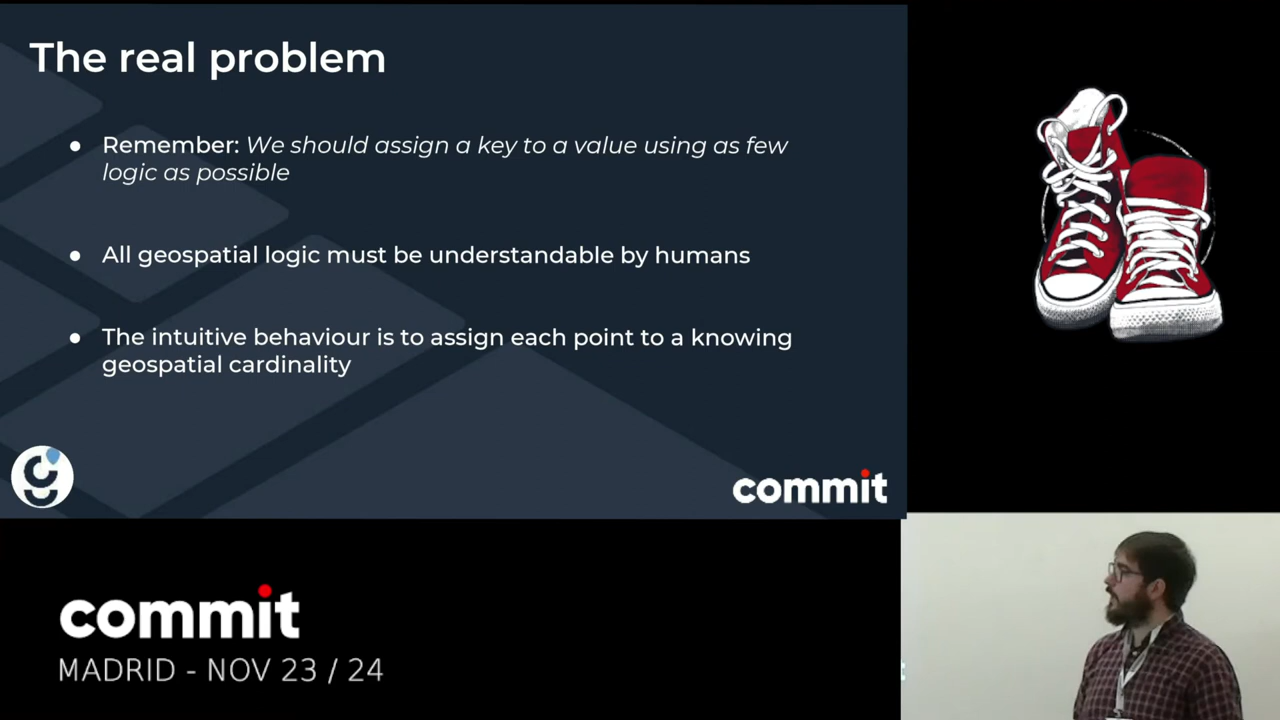 The real problem
● Remember: We should assign a key to a value using as few
logic as possible
● All geospatial logic must be understandable by humans
● The intuitive behaviour is to assign each point to a knowing
geospatial cardinality
commit
commit
MADRID - NOV 23 / 24